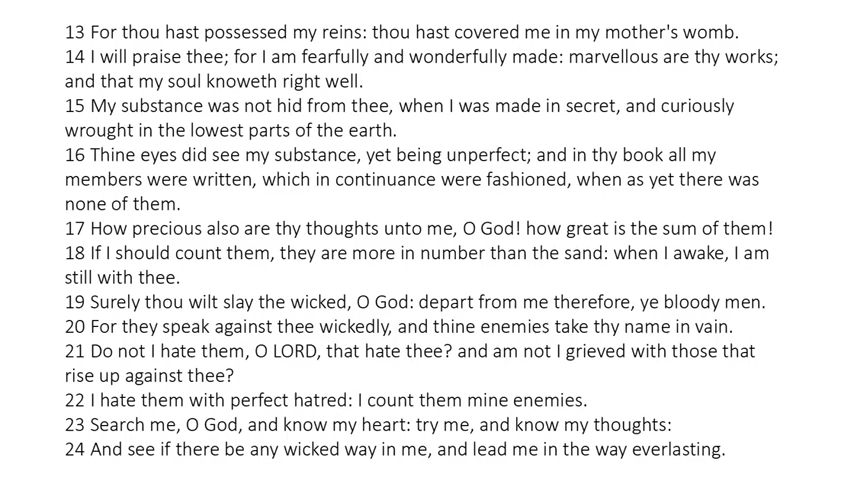 13 For thou hast possessed my reins: thou hast covered me in my mother's womb.
14 I will praise thee; for I am fearfully and wonderfully made: marvellous are thy works;
and that my soul knoweth right well.
15 My substance was not hid from thee, when I was made in secret, and curiously
wrought in the lowest parts of the earth.
16 Thine eyes did see my substance, yet being unperfect; and in thy book all my
members were written, which in continuance were fashioned, when as yet there was
none of them.
17 How precious also are thy thoughts unto me, O God! how great is the sum of them!
18 If I should count them, they are more in number than the sand: when I awake, I am
still with thee.
19 Surely thou wilt slay the wicked, O God: depart from me therefore, ye bloody men.
20 For they speak against thee wickedly, and thine enemies take thy name in vain.
21 Do not I hate them, O LORD, that hate thee? and am not I grieved with those that
rise up against thee?
22 I hate them with perfect hatred: I count them mine enemies.
23 Search me, O God, and know my heart: try me, and know my thoughts:
24 And see if there be any wicked way in me, and lead me in the way everlasting.